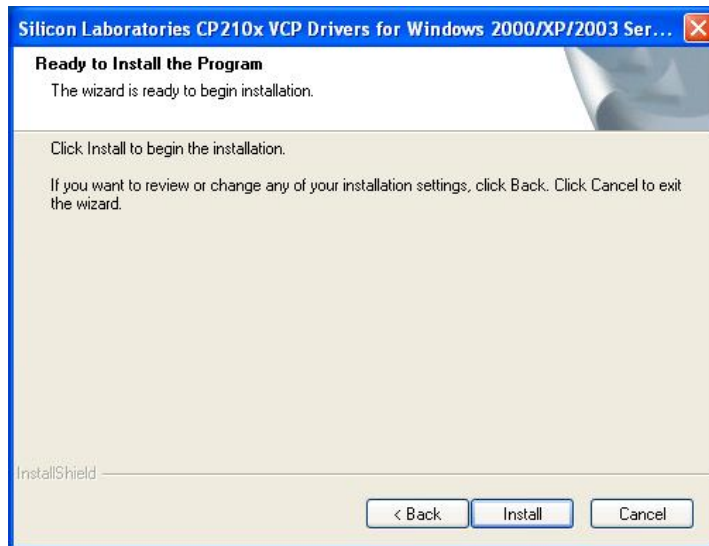 Silicon Laboratories CP210x VCP Drivers for Windows 2000/XP/2003 Ser...
Ready to Install the Program
The wizard is ready to begin installation.
Click Install to begin the installation.
If you want to review or change any of your installation settings, click Back. Click Cancel to exit
the wizard.
InstallShield
< Back Install Cancel